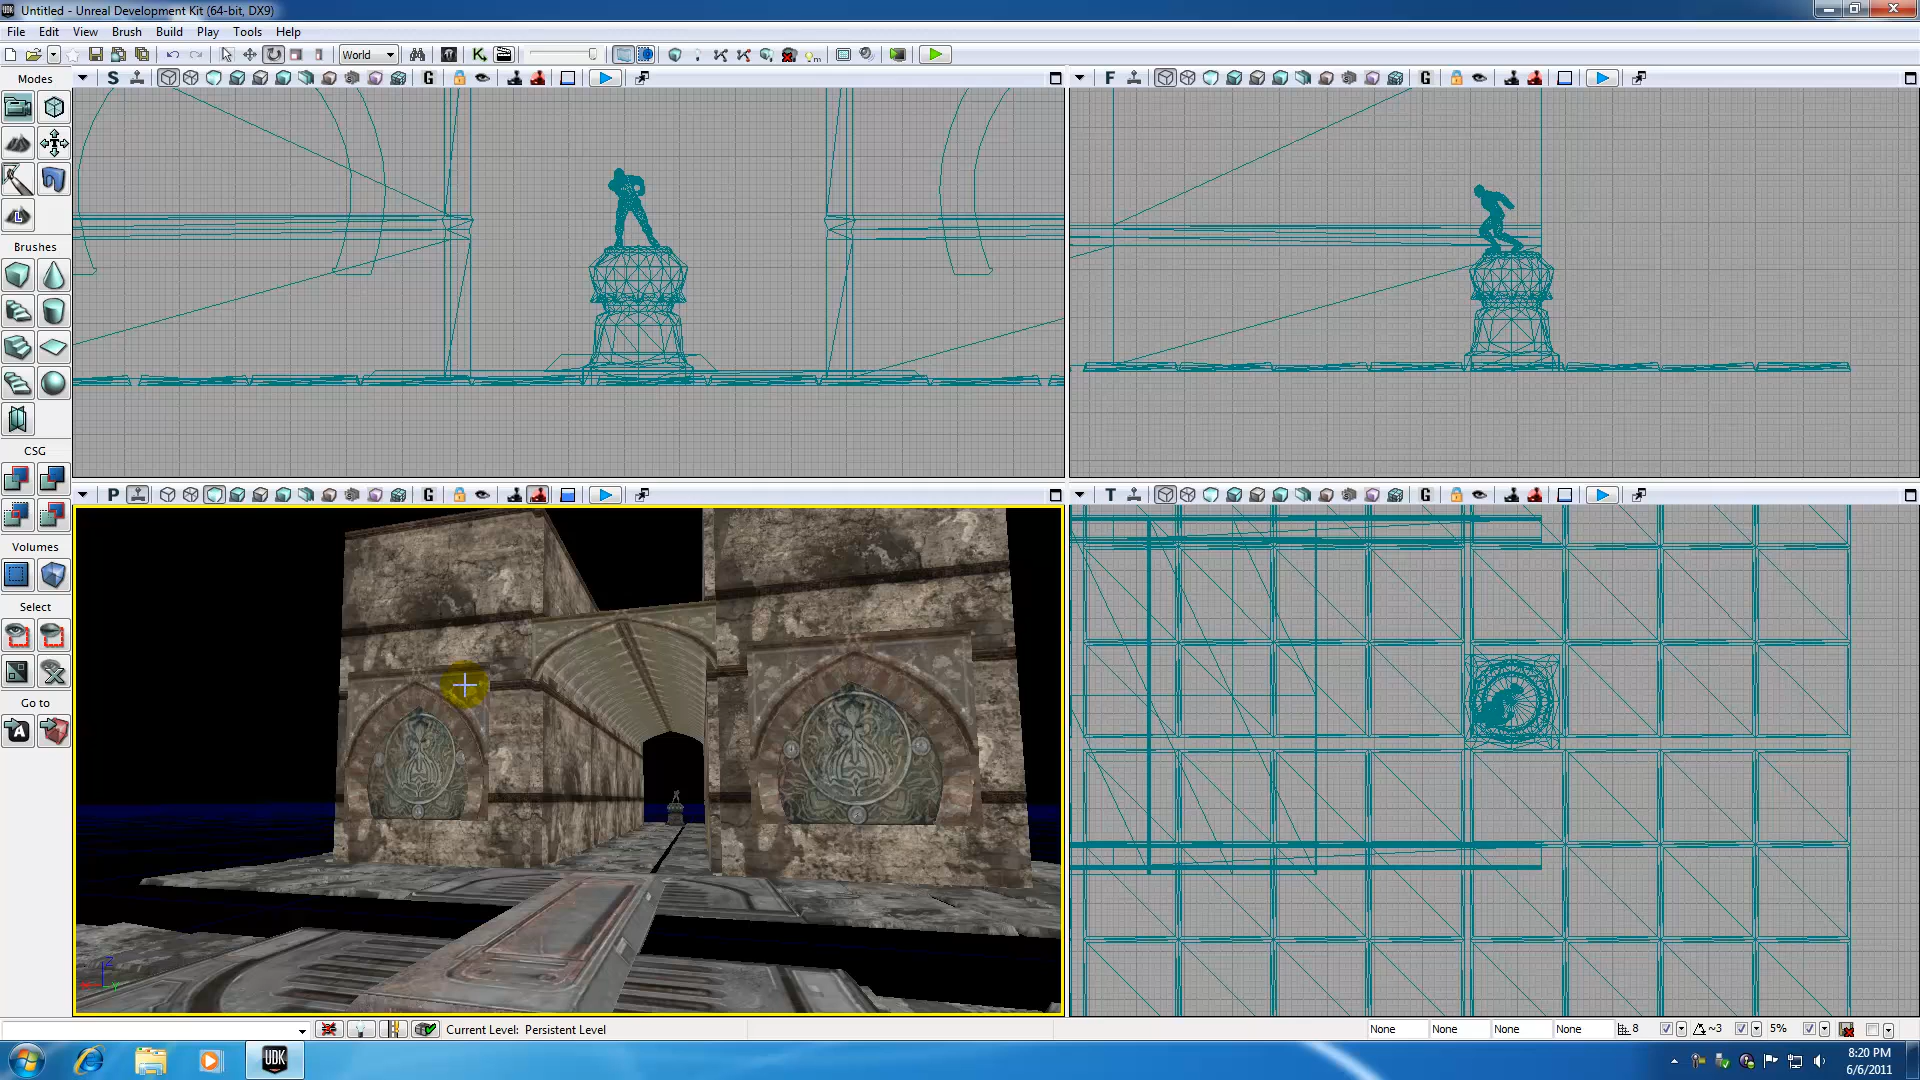 Untitled - Unreal Development Kit (64-bit, DX9)
File Edit View Brush Build Play Tools Help
World
Modes
S G
F G
Brushes
CSG
P G
T G
Volumes
Select
Go to
A
Z
Y
Current Level: Persistent Level
None None None None 8 ~3 5%
UDK
8:20 PM
6/6/2011